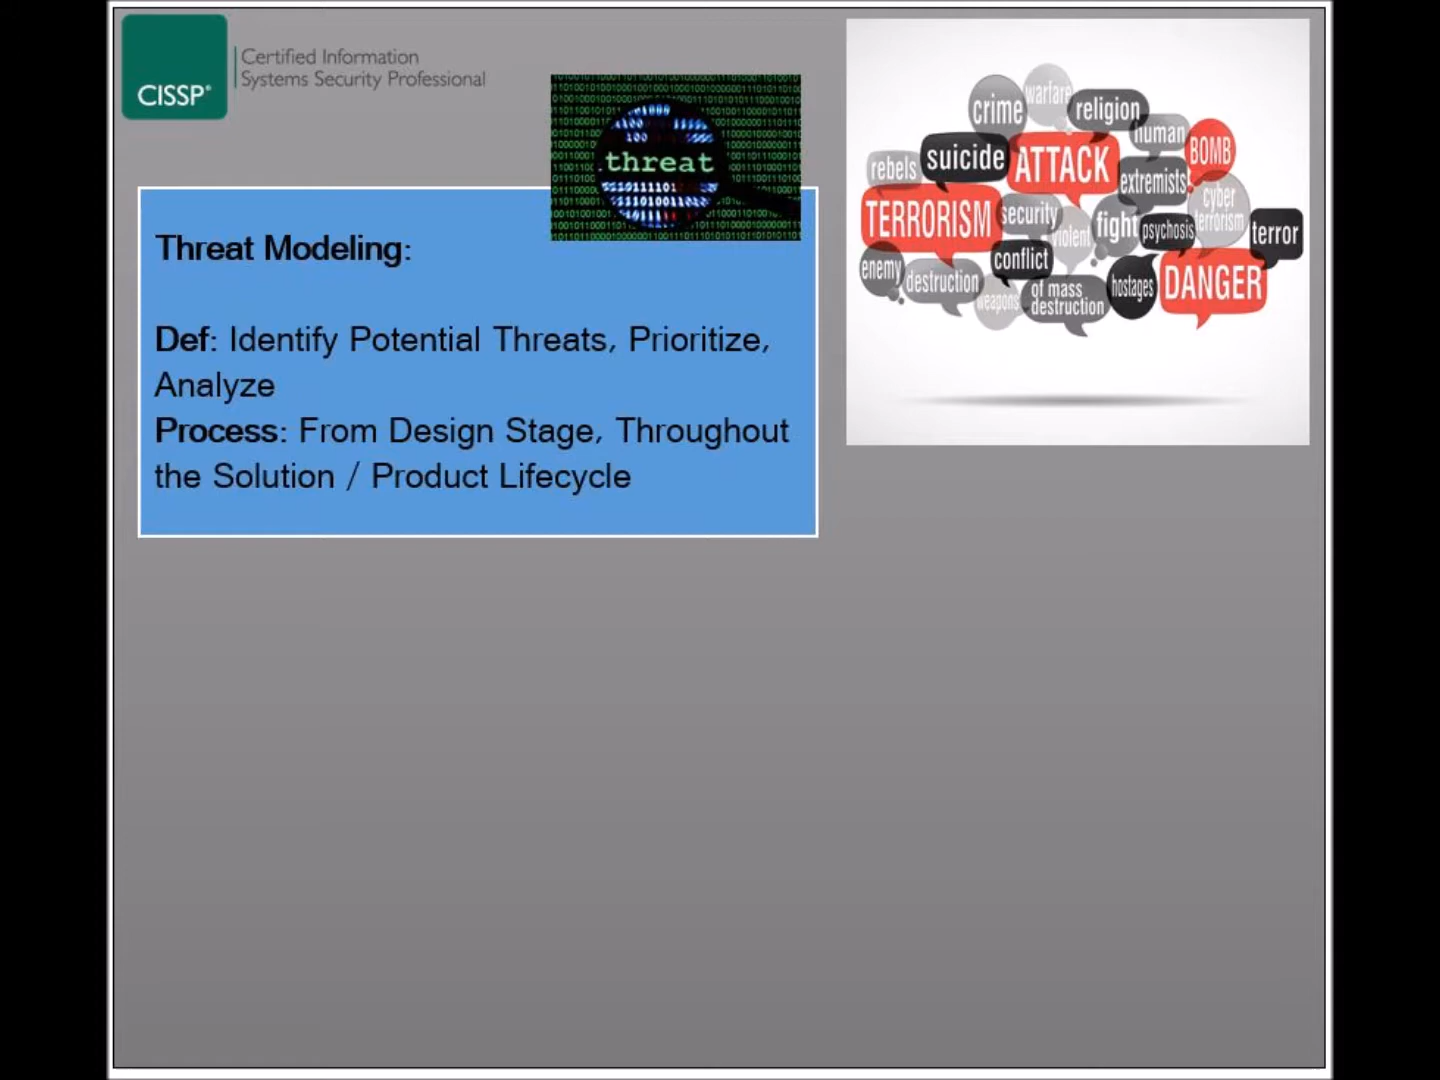 CISSP®
Certified Information
Systems Security Professional
threat
Threat Modeling:
Def: Identify Potential Threats, Prioritize,
Analyze
Process: From Design Stage, Throughout
the Solution / Product Lifecycle
crime
warfare
religion
human
BOMB
rebels
suicide
ATTACK
extremists
cyber
terrorism
TERRORISM
security
violent
fight
psychosis
terror
enemy
destruction
conflict
weapons
of mass
destruction
hostages
DANGER